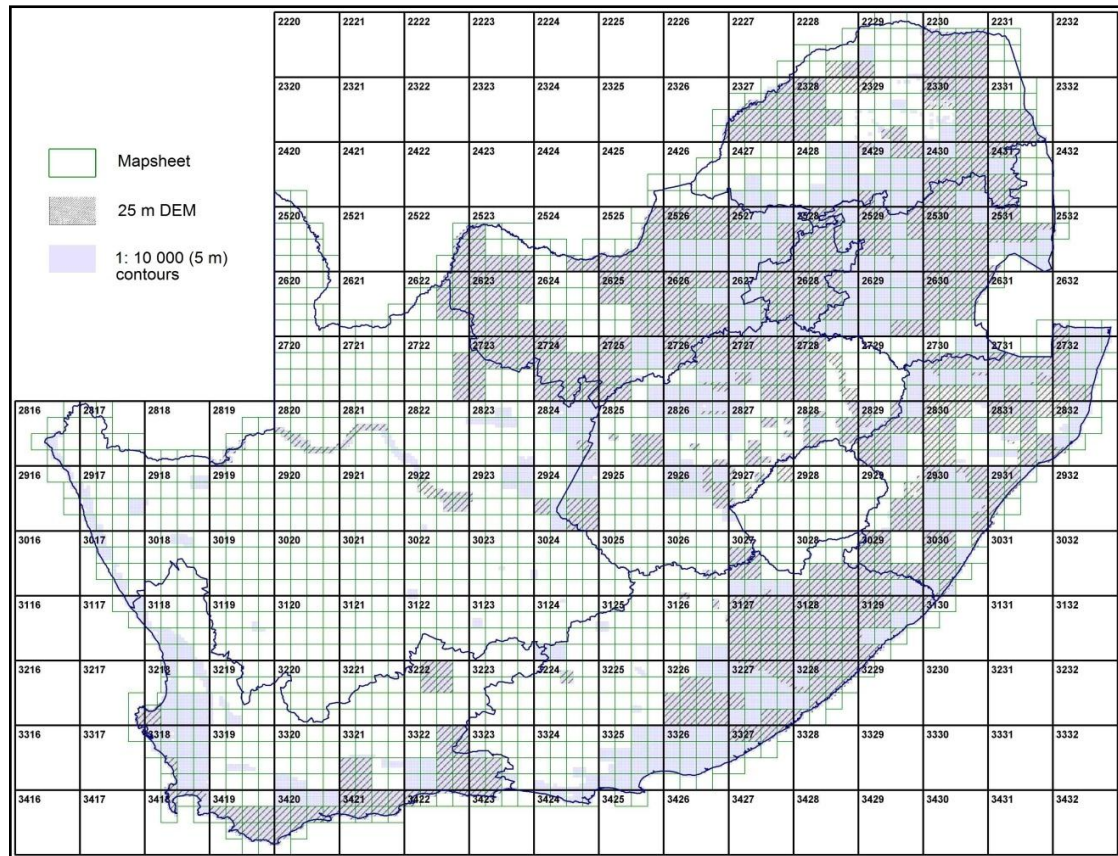 2220 2221 2222 2223 2224 2225 2226 2227 2228 2229 2230 2231 2232
2320 2321 2322 2323 2324 2325 2326 2327 2328 2329 2330 2331 2332
2420 2421 2422 2423 2424 2425 2426 2427 2428 2429 2430 2431 2432
2520 2521 2522 2523 2524 2525 2526 2527 2528 2529 2530 2531 2532
2620 2621 2622 2623 2624 2625 2626 2627 2628 2629 2630 2631 2632
2720 2721 2722 2723 2724 2725 2726 2727 2728 2729 2730 2731 2732
2816 2817 2818 2819 2820 2821 2822 2823 2824 2825 2826 2827 2828 2829 2830 2831 2832
2916 2917 2918 2919 2920 2921 2922 2923 2924 2925 2926 2927 2928 2929 2930 2931 2932
3016 3017 3018 3019 3020 3021 3022 3023 3024 3025 3026 3027 3028 3029 3030 3031 3032
3116 3117 3118 3119 3120 3121 3122 3123 3124 3125 3126 3127 3128 3129 3130 3131 3132
3216 3217 3218 3219 3220 3221 3222 3223 3224 3225 3226 3227 3228 3229 3230 3231 3232
3316 3317 3318 3319 3320 3321 3322 3323 3324 3325 3326 3327 3328 3329 3330 3331 3332
3416 3417 3418 3419 3420 3421 3422 3423 3424 3425 3426 3427 3428 3429 3430 3431 3432
Mapsheet
25 m DEM
1: 10 000 (5 m)
contours